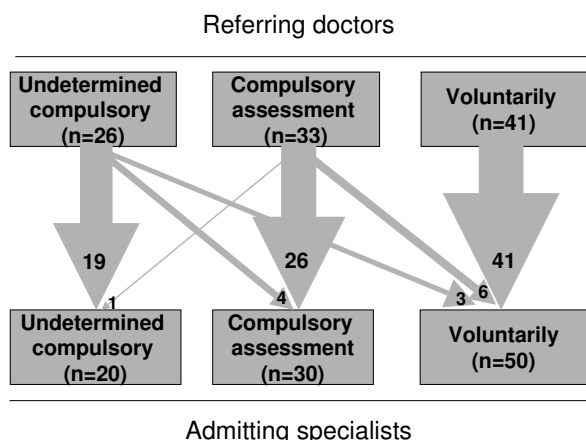 Referring doctors
Undetermined
compulsory
(n=26)
Compulsory
assessment
(n=33)
Voluntarily
(n=41)
19
26
41
1
4
3
6
Undetermined
compulsory
(n=20)
Compulsory
assessment
(n=30)
Voluntarily
(n=50)
Admitting specialists